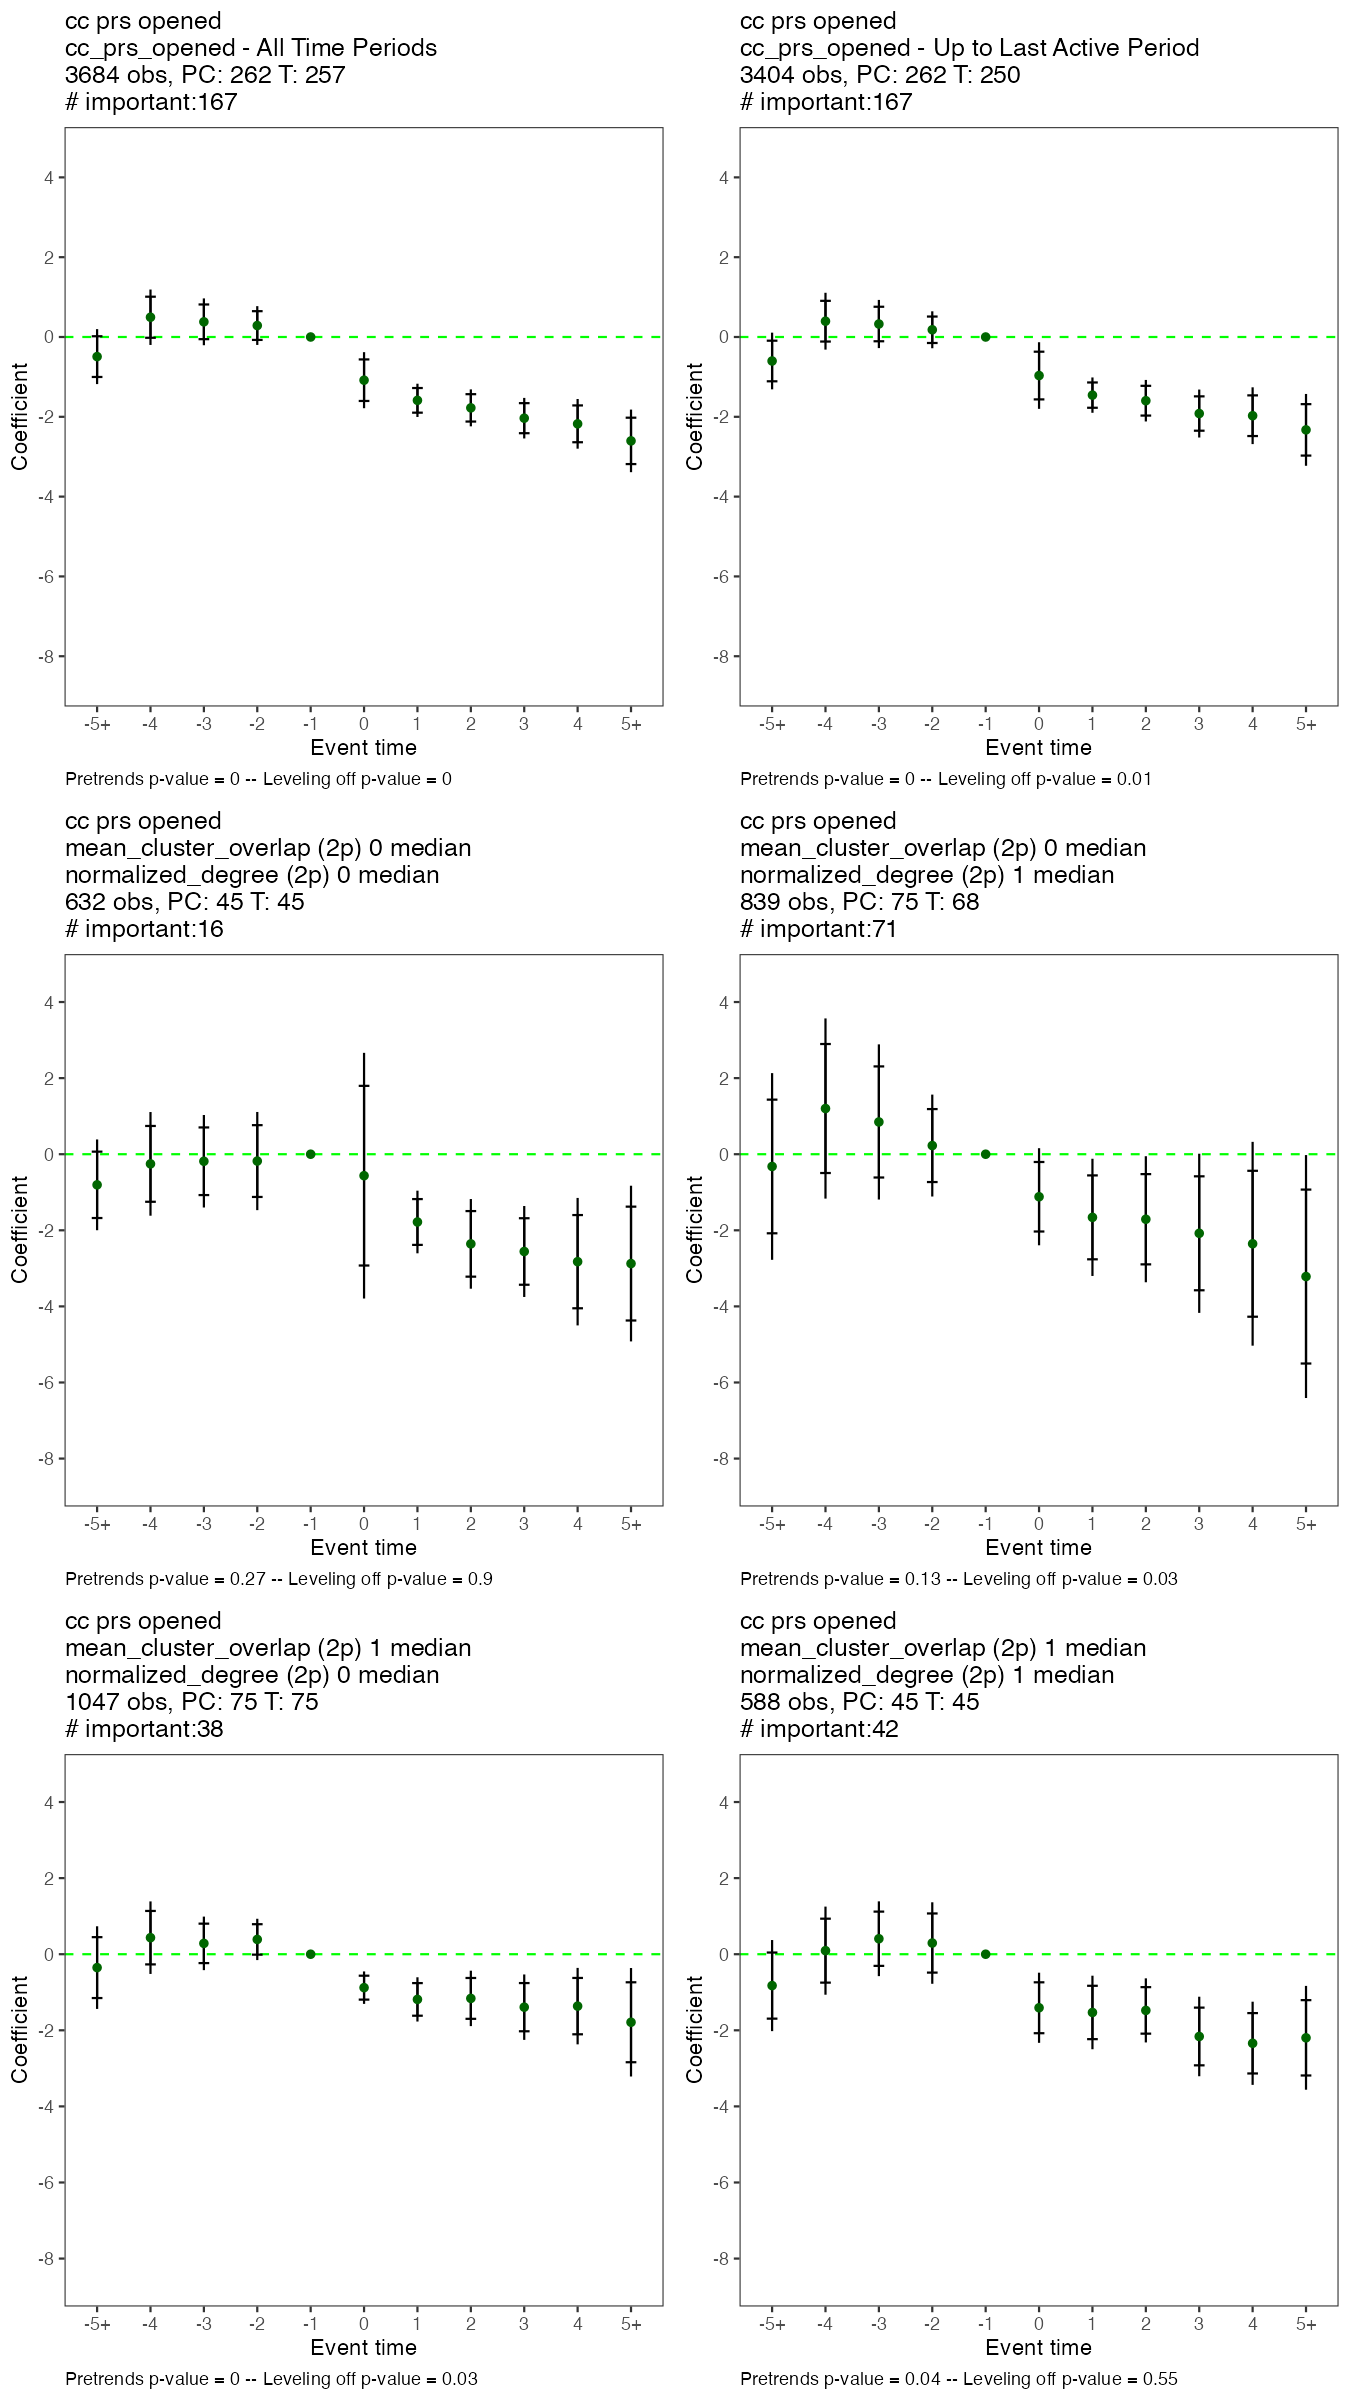 cc prs opened
cc_prs_opened - All Time Periods
3684 obs, PC: 262 T: 257
# important:167
4
2
0
-2
-4
-6
-8
Coefficient
-5+ -4 -3 -2 -1 0 1 2 3 4 5+
Event time
Pretrends p-value = 0 -- Leveling off p-value = 0
cc prs opened
cc_prs_opened - Up to Last Active Period
3404 obs, PC: 262 T: 250
# important:167
4
2
0
-2
-4
-6
-8
Coefficient
-5+ -4 -3 -2 -1 0 1 2 3 4 5+
Event time
Pretrends p-value = 0 -- Leveling off p-value = 0.01
cc prs opened
mean_cluster_overlap (2p) 0 median
normalized_degree (2p) 0 median
632 obs, PC: 45 T: 45
# important:16
4
2
0
-2
-4
-6
-8
Coefficient
-5+ -4 -3 -2 -1 0 1 2 3 4 5+
Event time
Pretrends p-value = 0.27 -- Leveling off p-value = 0.9
cc prs opened
mean_cluster_overlap (2p) 0 median
normalized_degree (2p) 1 median
839 obs, PC: 75 T: 68
# important:71
4
2
0
-2
-4
-6
-8
Coefficient
-5+ -4 -3 -2 -1 0 1 2 3 4 5+
Event time
Pretrends p-value = 0.13 -- Leveling off p-value = 0.03
cc prs opened
mean_cluster_overlap (2p) 1 median
normalized_degree (2p) 0 median
1047 obs, PC: 75 T: 75
# important:38
4
2
0
-2
-4
-6
-8
Coefficient
-5+ -4 -3 -2 -1 0 1 2 3 4 5+
Event time
Pretrends p-value = 0 -- Leveling off p-value = 0.03
cc prs opened
mean_cluster_overlap (2p) 1 median
normalized_degree (2p) 1 median
588 obs, PC: 45 T: 45
# important:42
4
2
0
-2
-4
-6
-8
Coefficient
-5+ -4 -3 -2 -1 0 1 2 3 4 5+
Event time
Pretrends p-value = 0.04 -- Leveling off p-value = 0.55